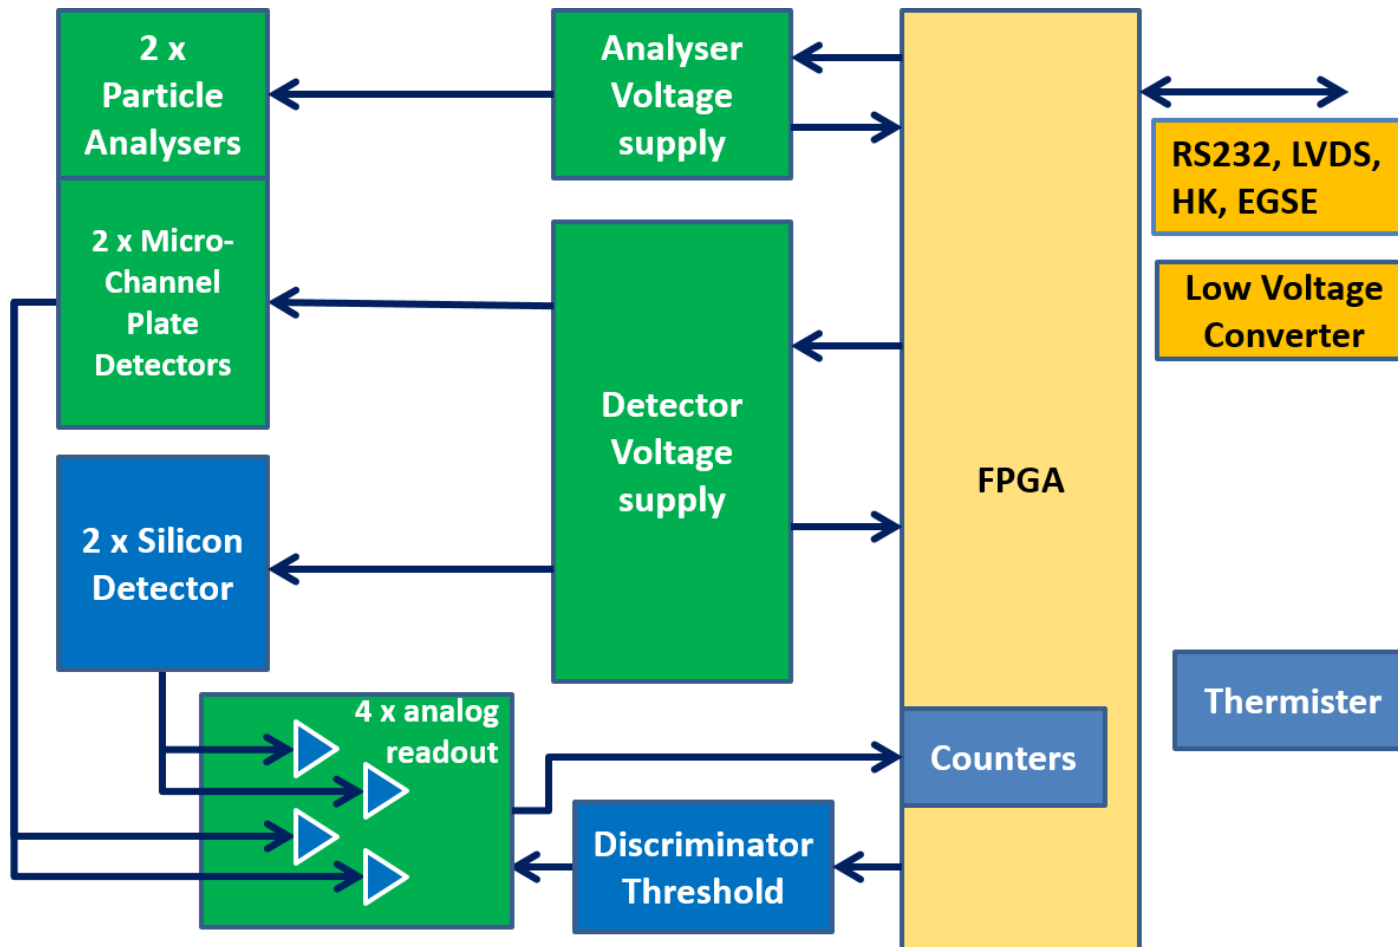 2 x
Particle
Analysers
Analyser
Voltage
supply
RS232, LVDS,
HK, EGSE
2 x Micro-
Channel
Plate
Detectors
Low Voltage
Converter
Detector
Voltage
supply
FPGA
2 x Silicon
Detector
4 x analog
readout
Thermister
Counters
Discriminator
Threshold